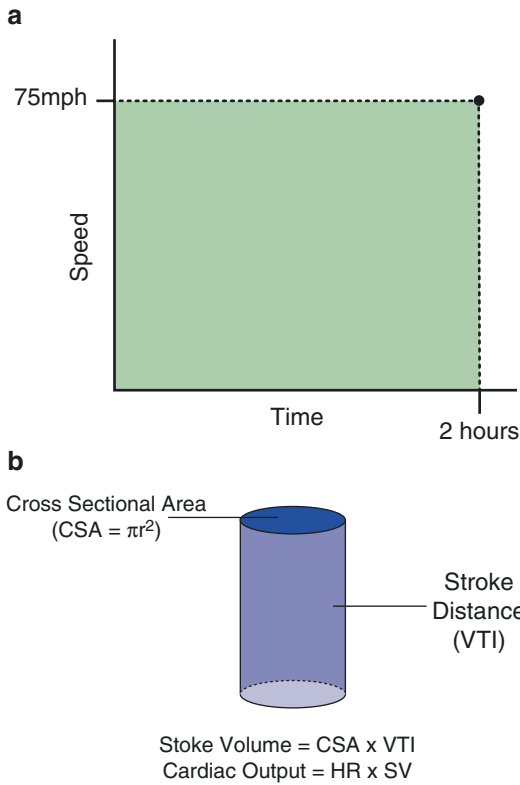 a
75mph
Speed
Time
2 hours
b
Cross Sectional Area
(CSA = πr²)
Stroke
Distance
(VTI)
Stoke Volume = CSA x VTI
Cardiac Output = HR x SV